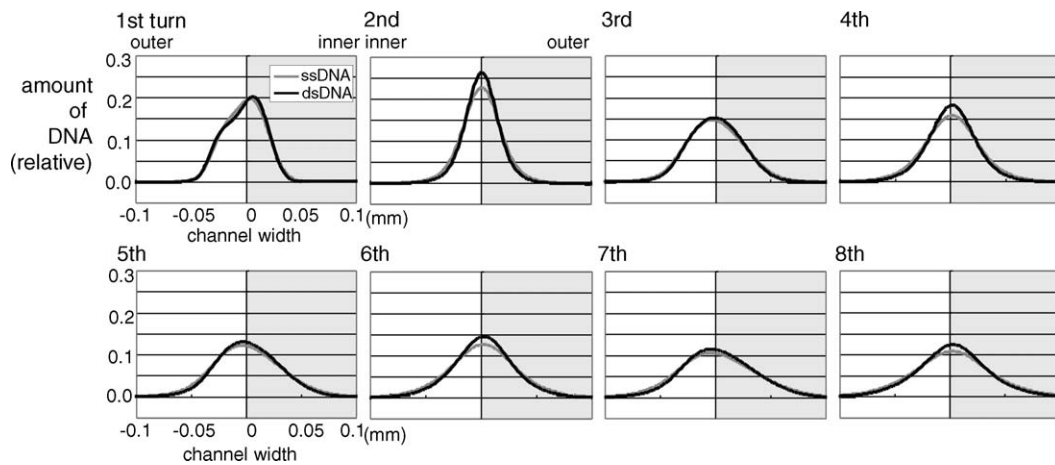 1st turn
2nd
3rd
4th
outer inner
inner outer
amount
of
DNA
(relative)
0.3
0.2
0.1
0.0
ssDNA
dsDNA
-0.1 -0.05 0 0.05 0.1 (mm)
channel width
5th
6th
7th
8th
0.3
0.2
0.1
0.0
-0.1 -0.05 0 0.05 0.1 (mm)
channel width